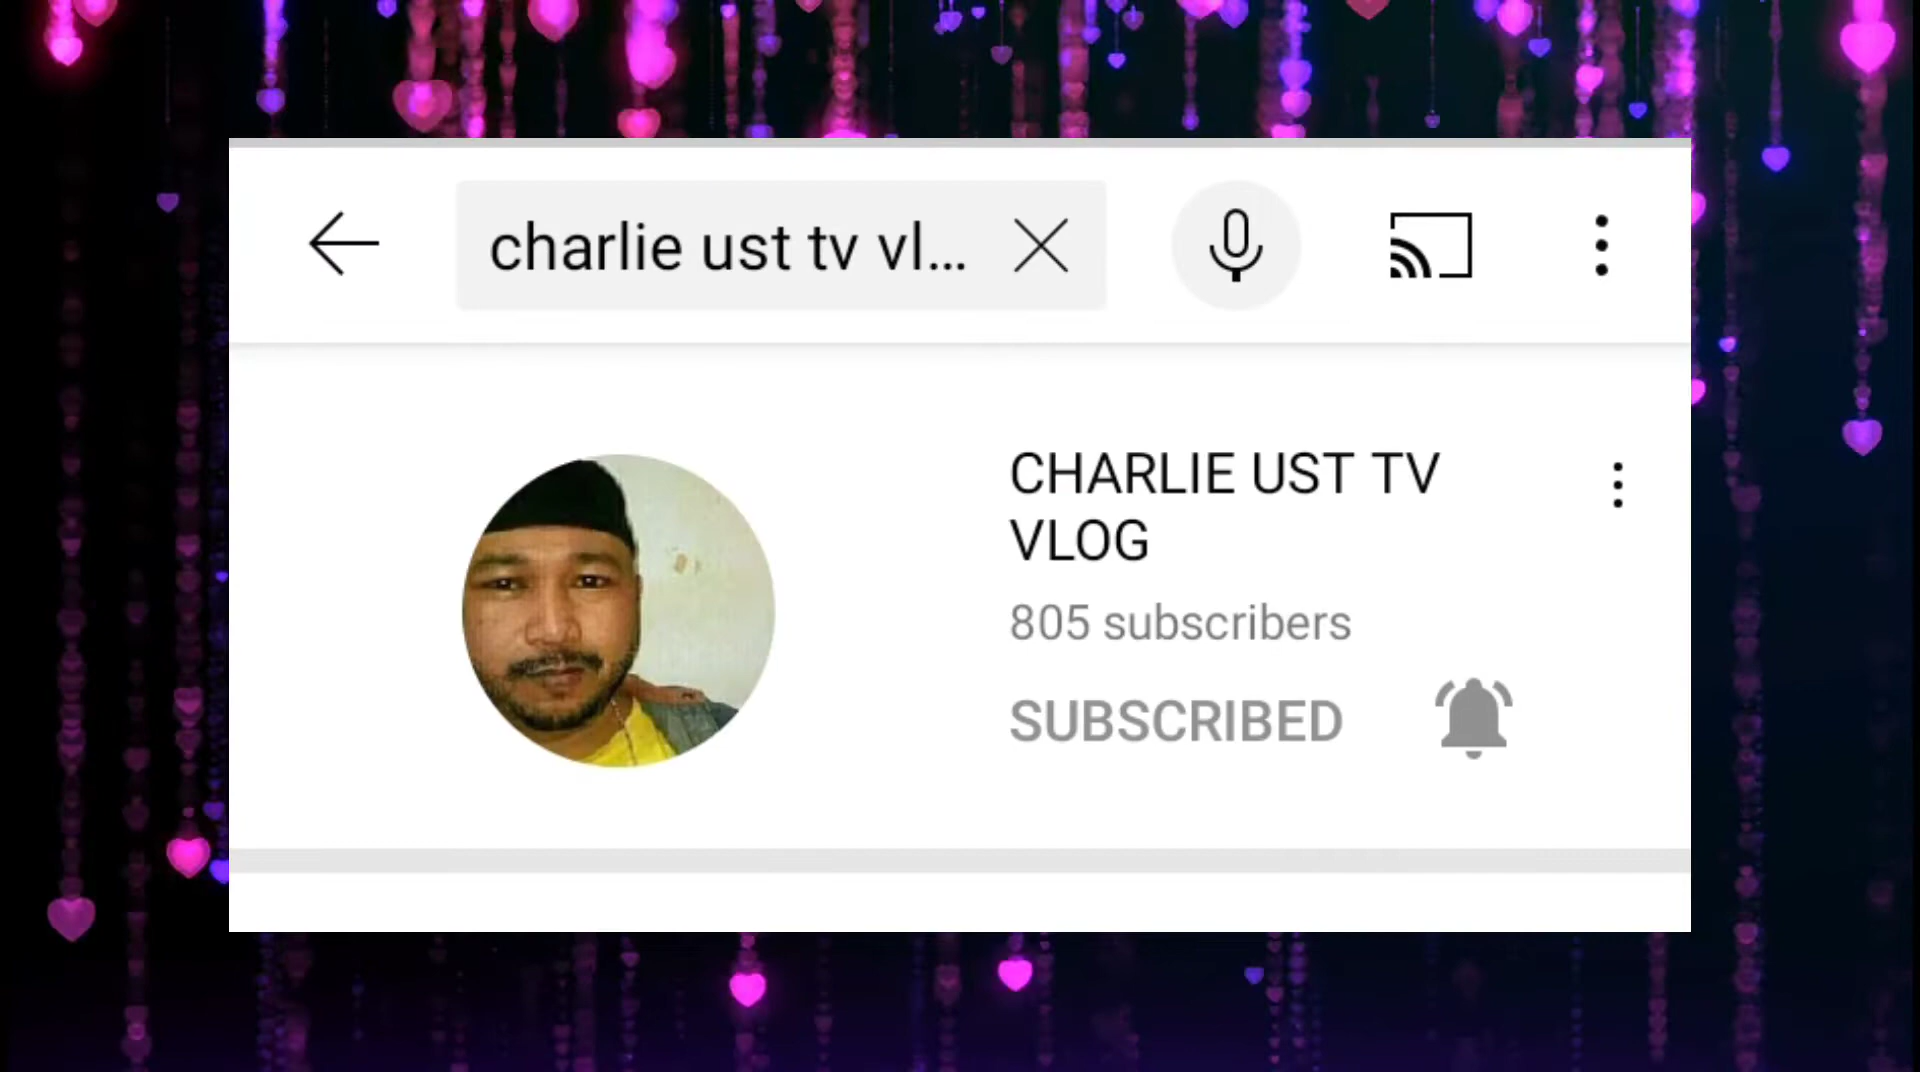 charlie ust tv vl...
CHARLIE UST TV
VLOG
805 subscribers
SUBSCRIBED